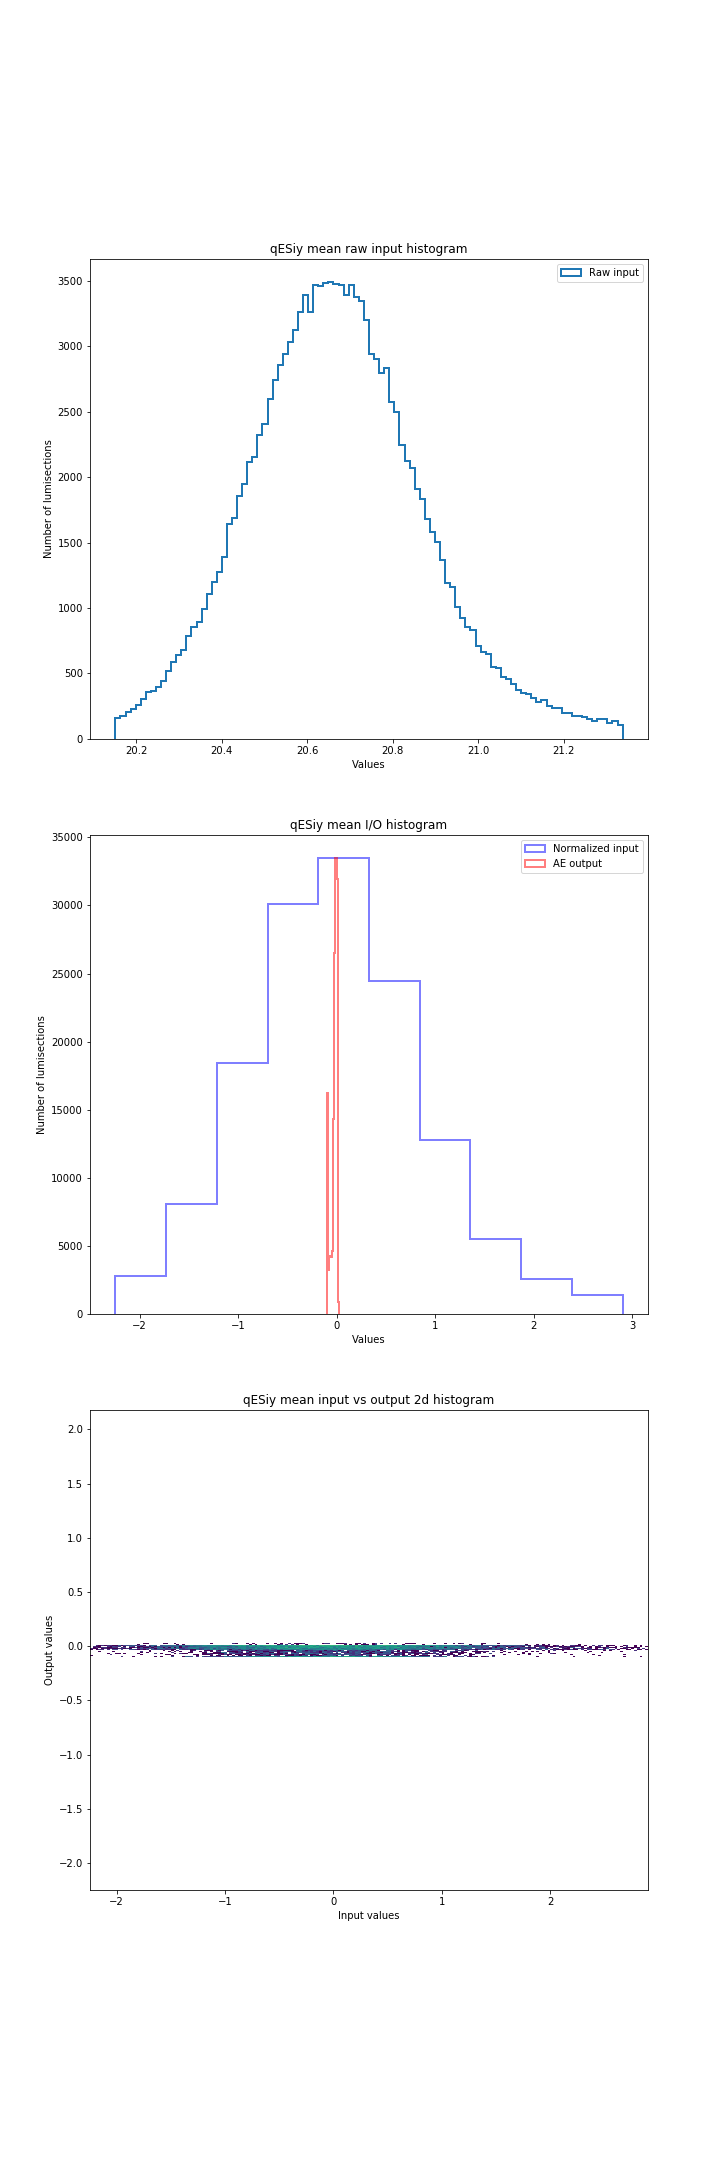 qESiy mean raw input histogram
Raw input
3500
3000
2500
2000
1500
1000
500
0
Number of lumisections
20.2 20.4 20.6 20.8 21.0 21.2
Values
qESiy mean I/O histogram
Normalized input
AE output
35000
30000
25000
20000
15000
10000
5000
0
Number of lumisections
−2 −1 0 1 2 3
Values
qESiy mean input vs output 2d histogram
2.0
1.5
1.0
0.5
0.0
−0.5
−1.0
−1.5
−2.0
Output values
−2 −1 0 1 2
Input values